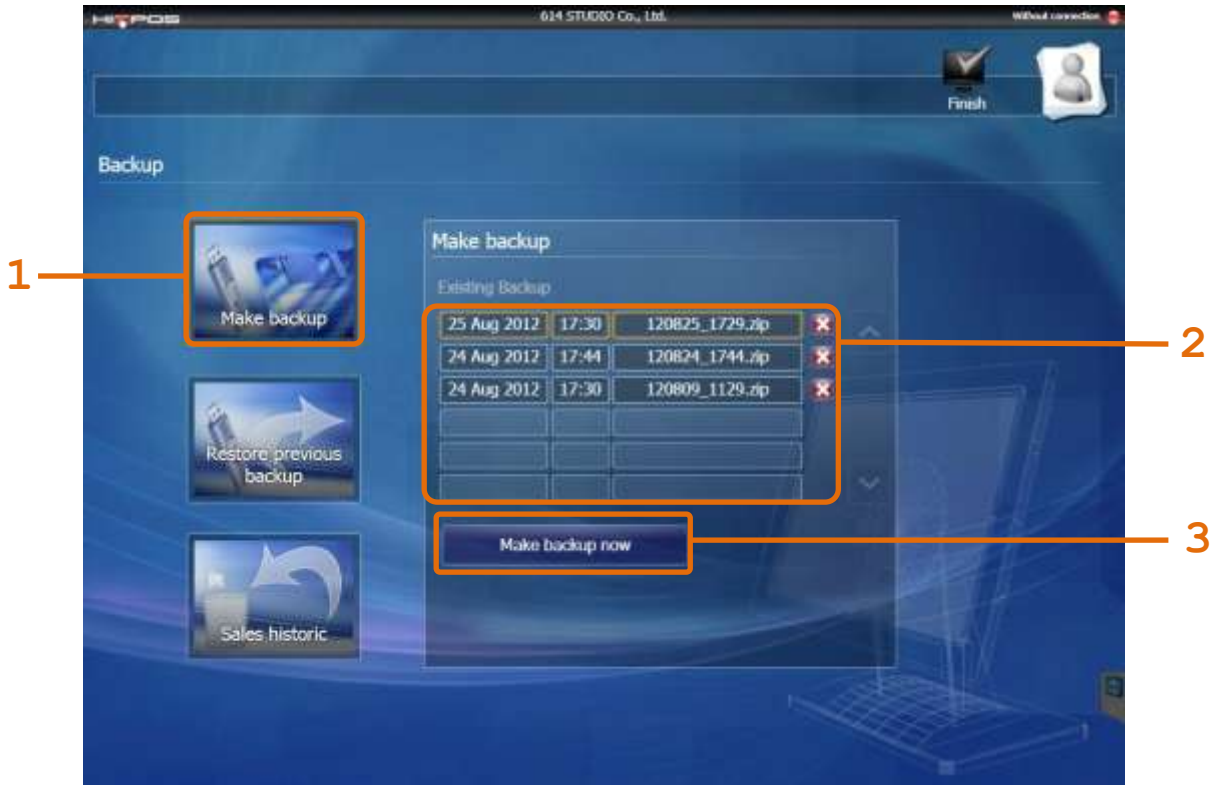 HITPOS
614 STUDIO Co., Ltd.
Without connection
Finish
Backup
1
Make backup
Restore previous
backup
Sales historic
Make backup
Existing Backup
25 Aug 2012 17:30 120825_1729.zip
24 Aug 2012 17:44 120824_1744.zip
24 Aug 2012 17:30 120809_1129.zip
2
Make backup now
3